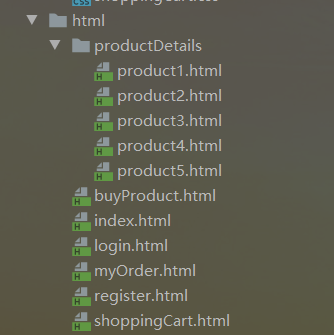 html
productDetails
product1.html
product2.html
product3.html
product4.html
product5.html
buyProduct.html
index.html
login.html
myOrder.html
register.html
shoppingCart.html